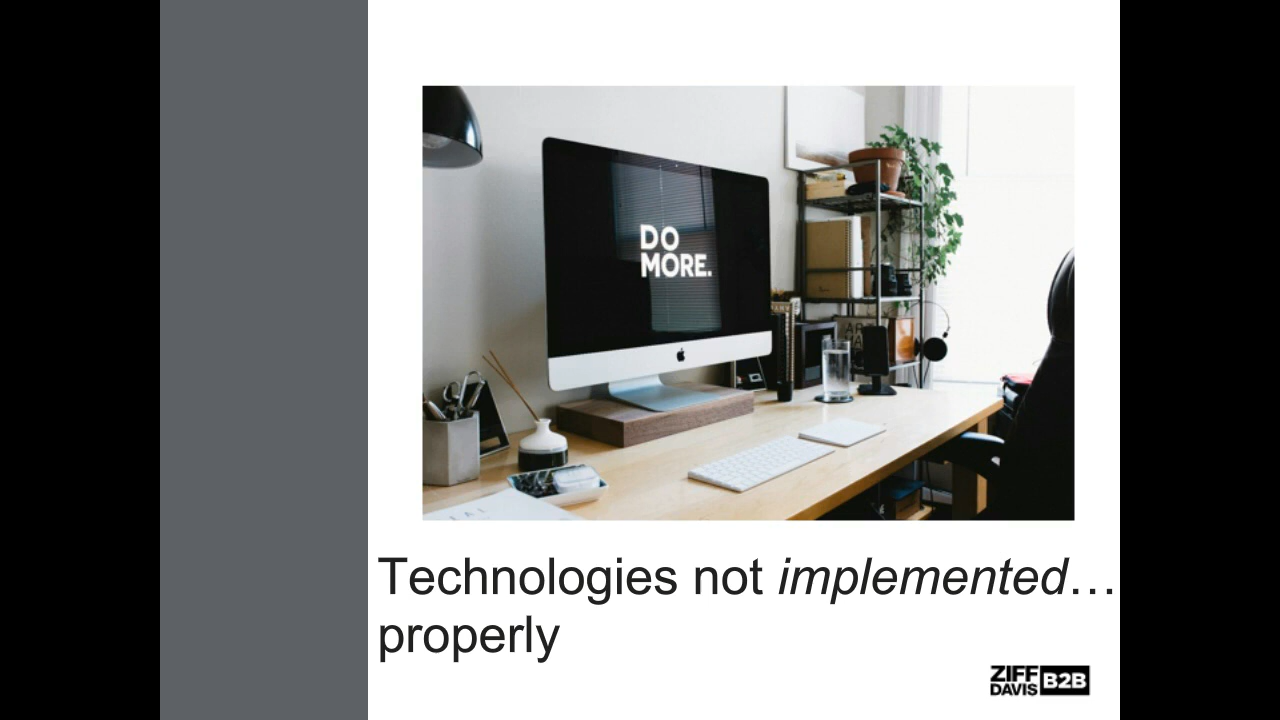 DO
MORE.
Technologies not implemented…
properly
ZIFF
DAVIS B2B